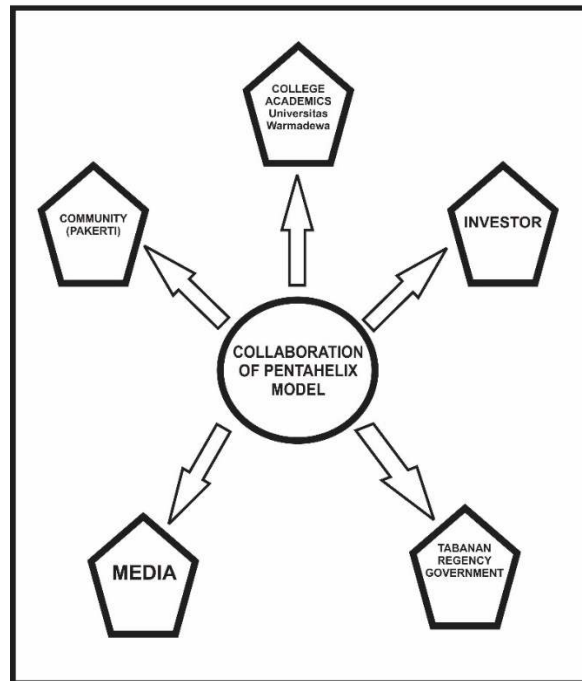 COLLEGE
ACADEMICS
Universitas
Warmadewa
COMMUNITY
(PAKERTI)
INVESTOR
COLLABORATION
OF PENTAHELIX
MODEL
MEDIA
TABANAN
REGENCY
GOVERNMENT